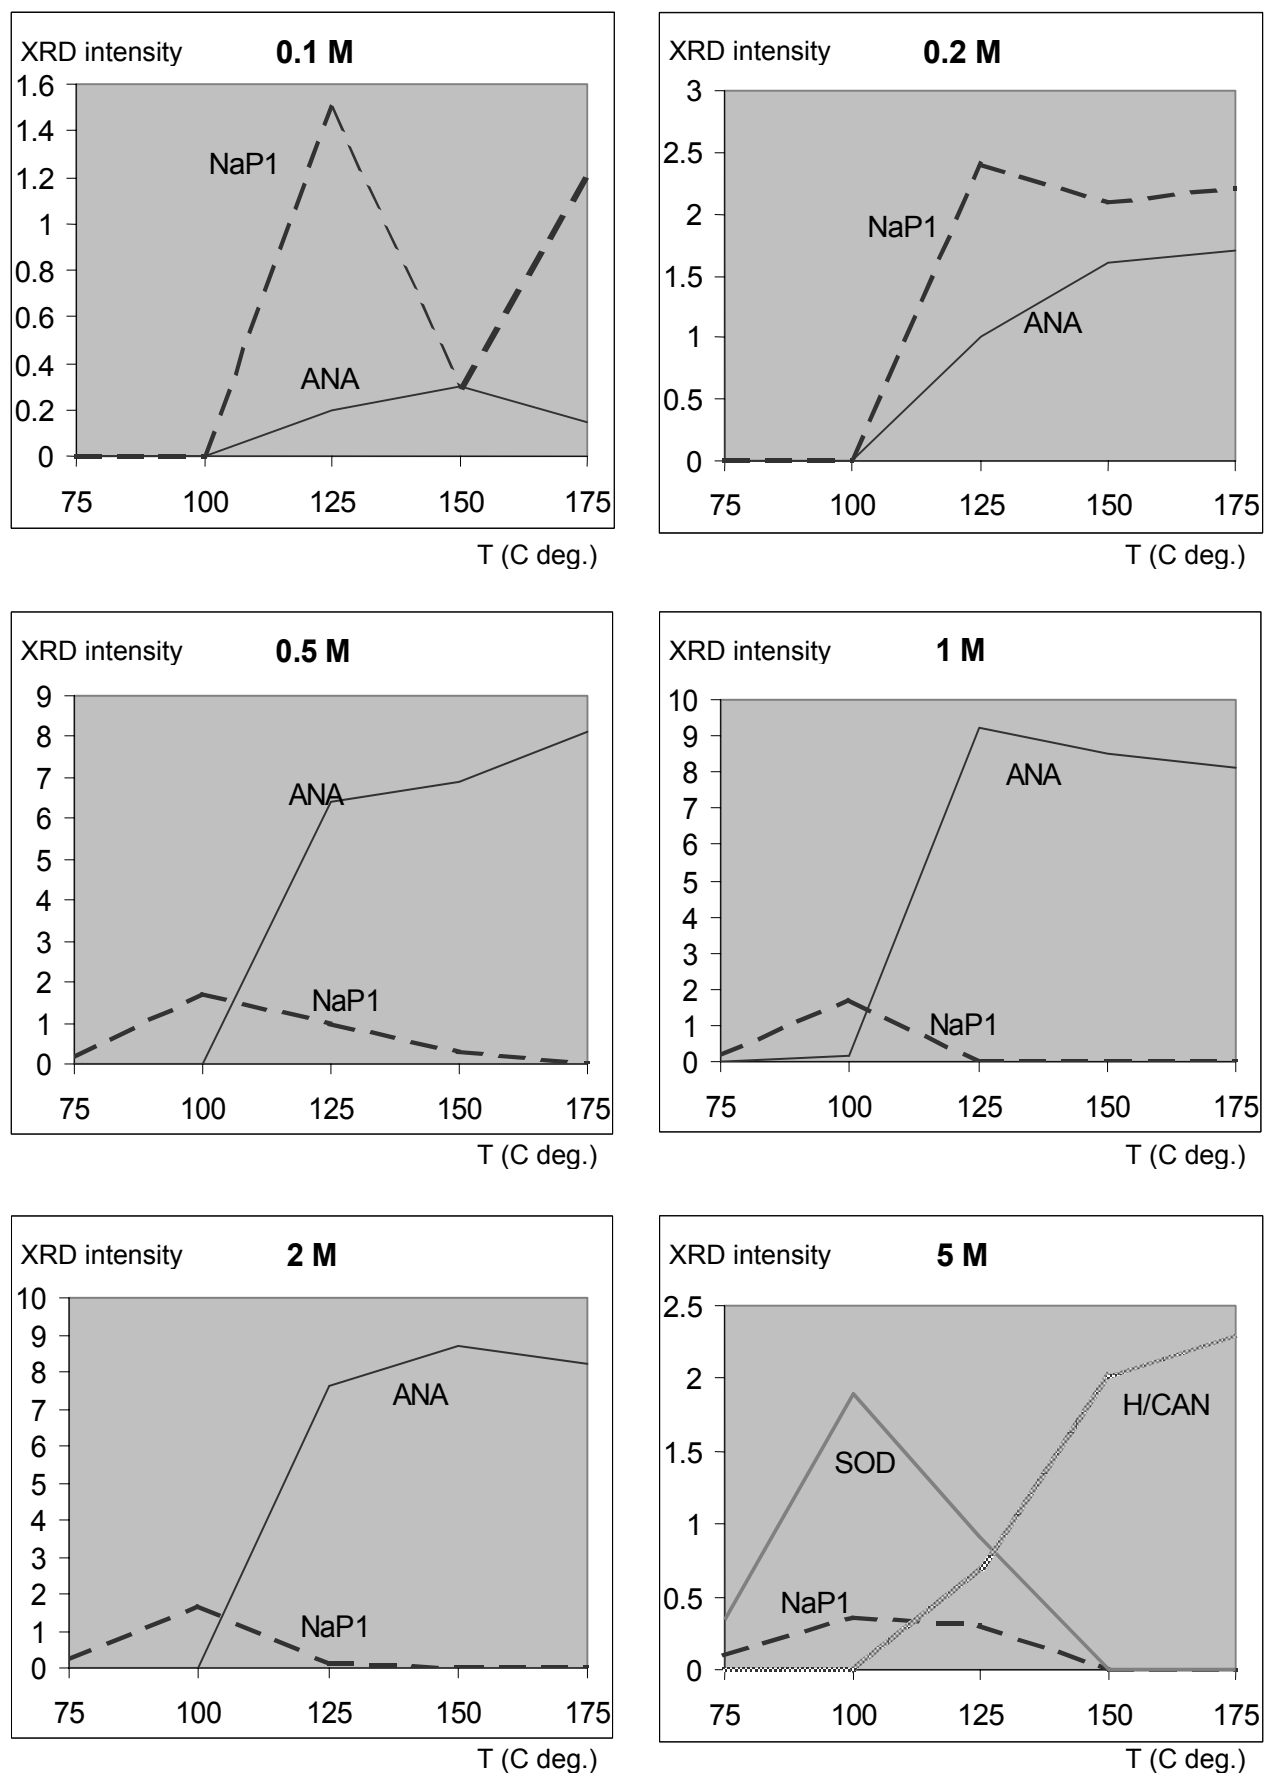 XRD intensity 0.1 M
1.6
1.4
1.2
1
0.8
0.6
0.4
0.2
0
NaP1
ANA
75 100 125 150 175
T (C deg.)
XRD intensity 0.2 M
3
2.5
2
1.5
1
0.5
0
NaP1
ANA
75 100 125 150 175
T (C deg.)
XRD intensity 0.5 M
9
8
7
6
5
4
3
2
1
0
ANA
NaP1
75 100 125 150 175
T (C deg.)
XRD intensity 1 M
10
9
8
7
6
5
4
3
2
1
0
ANA
NaP1
75 100 125 150 175
T (C deg.)
XRD intensity 2 M
10
9
8
7
6
5
4
3
2
1
0
ANA
NaP1
75 100 125 150 175
T (C deg.)
XRD intensity 5 M
2.5
2
1.5
1
0.5
0
H/CAN
SOD
NaP1
75 100 125 150 175
T (C deg.)